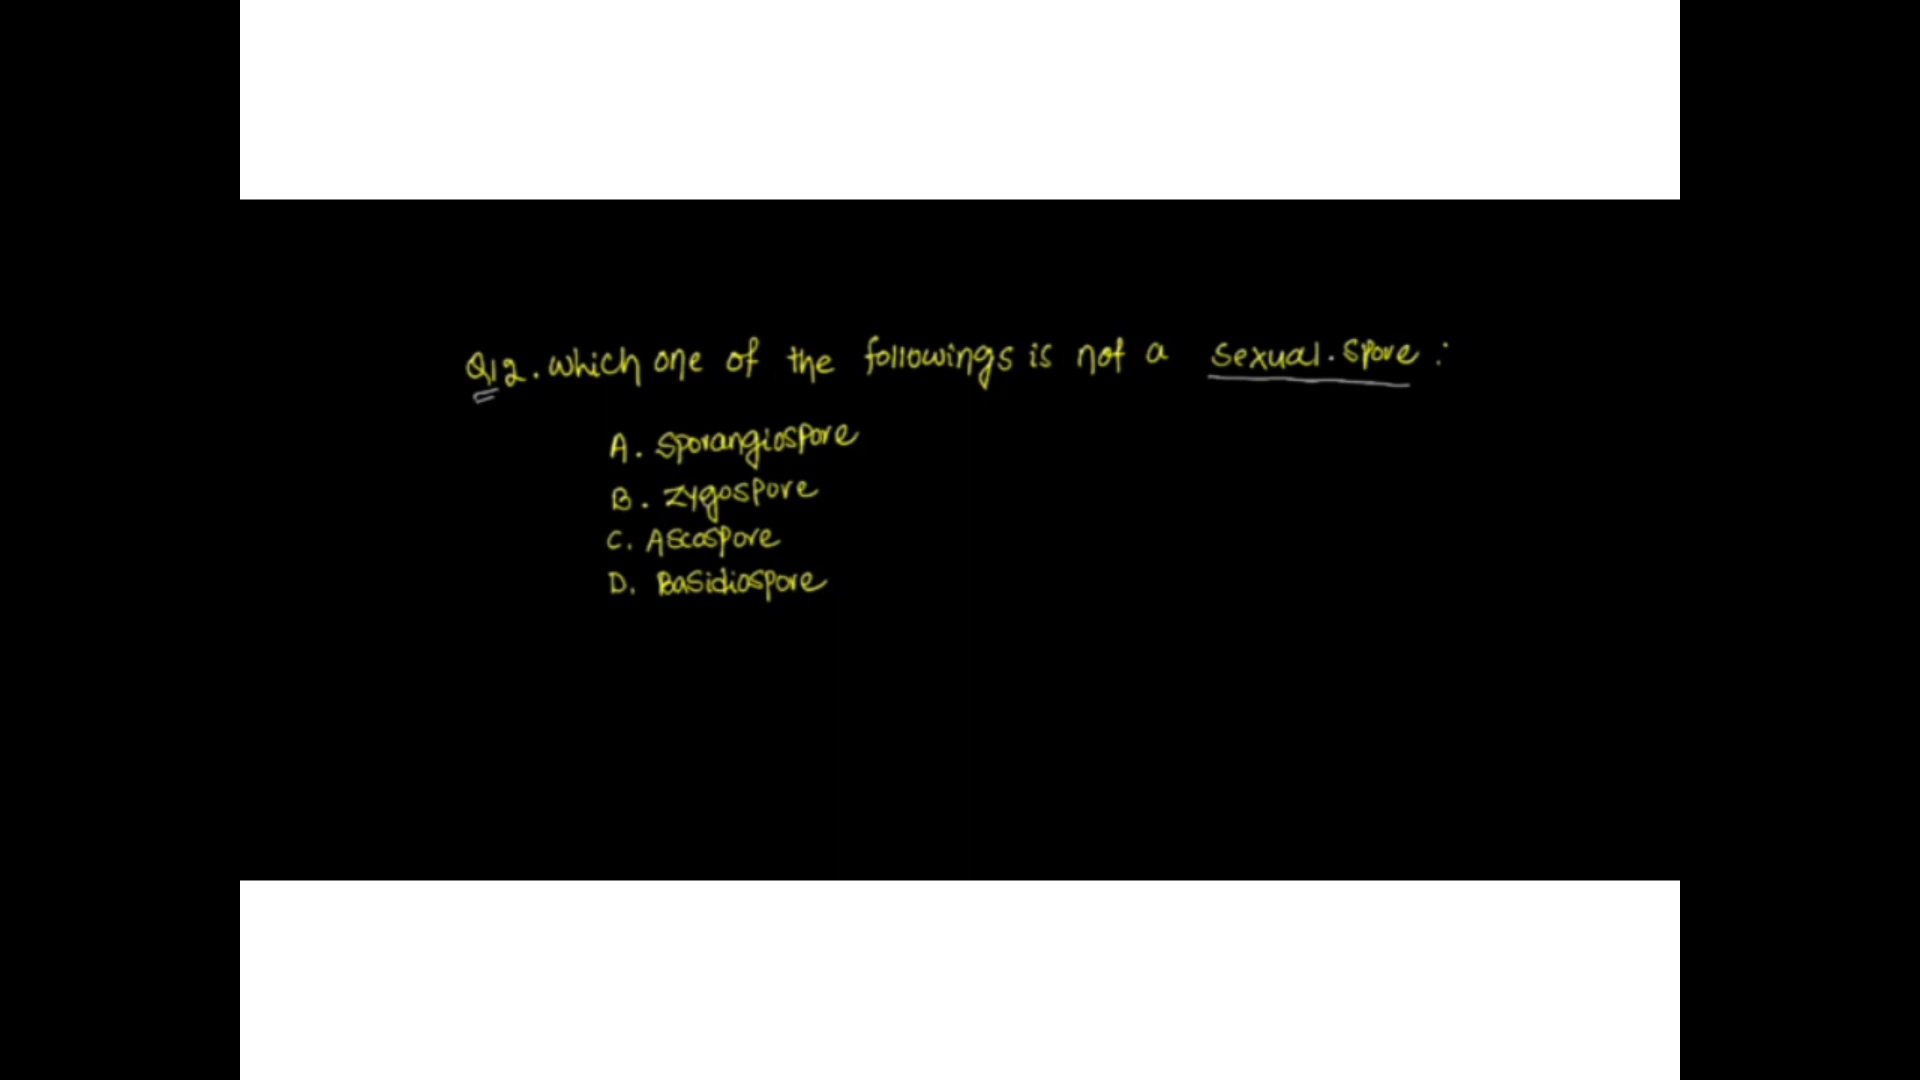 Q12. which one of the followings is not a sexual. spore :
A. sporangiospore
B. zygospore
C. Ascospore
D. Basidiospore